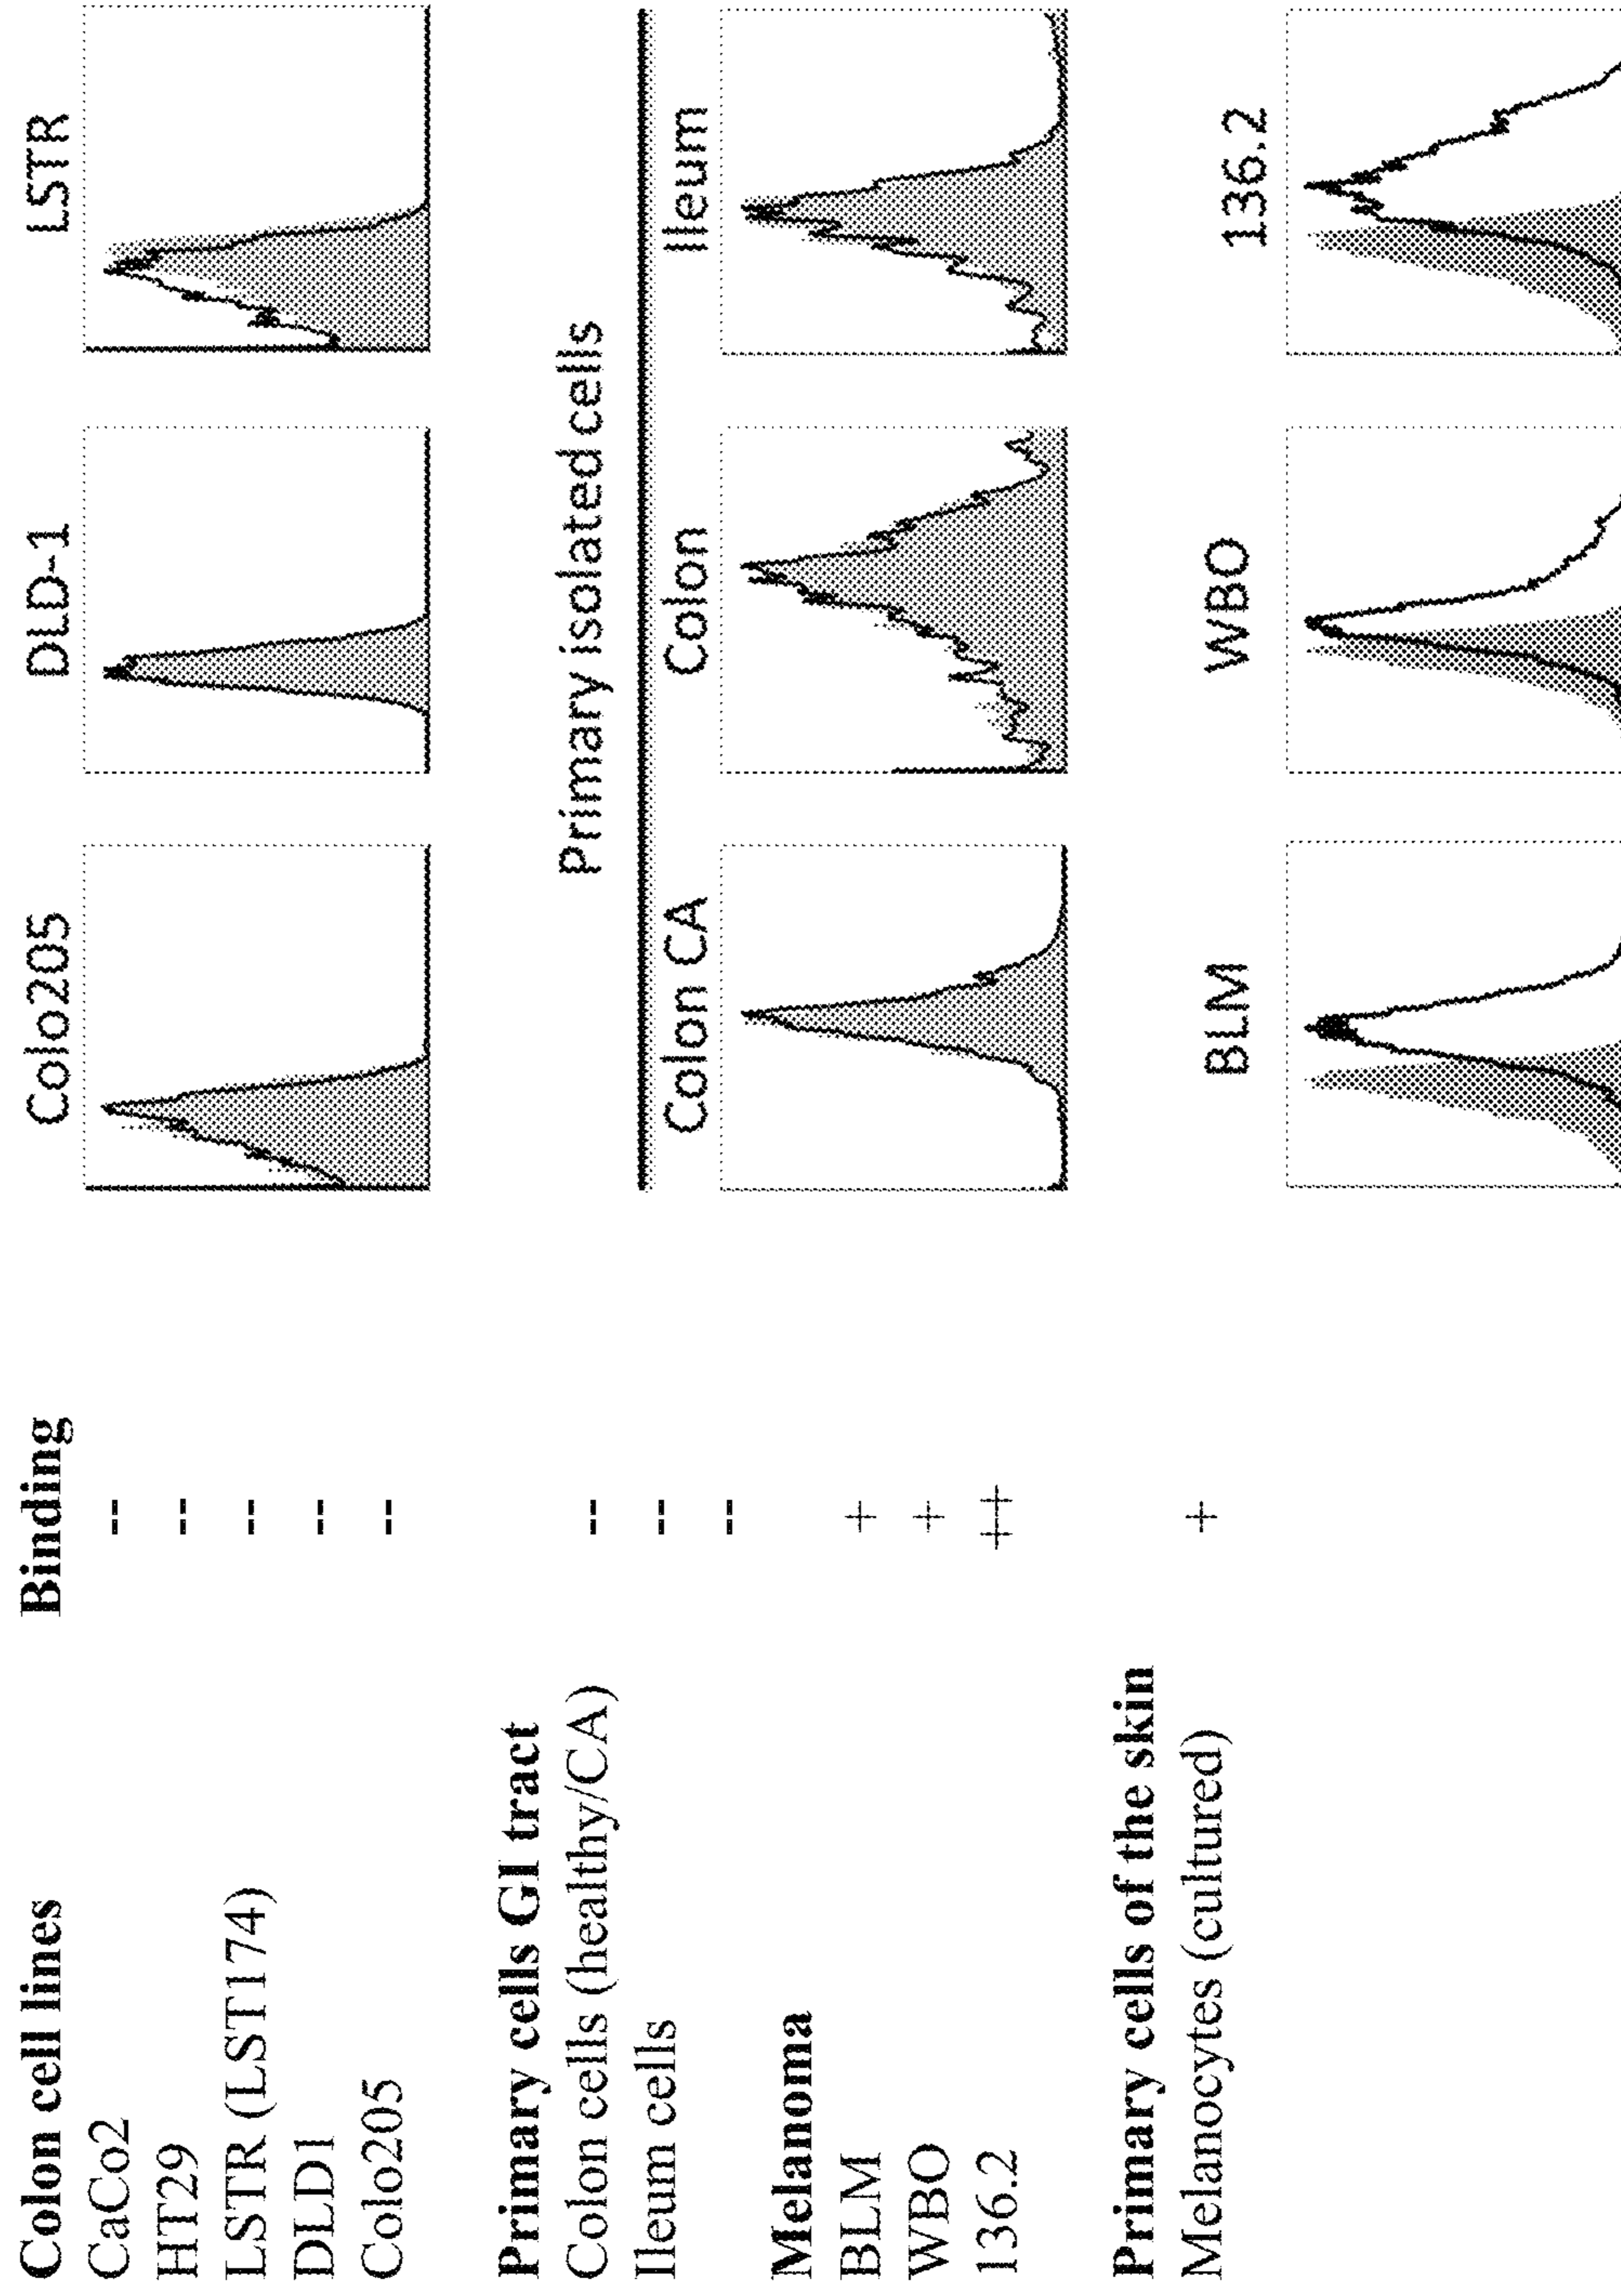 Colon cell lines Binding
CaCo2 --
HT29 --
LSTR (LST174) --
DLD1 --
Colo205 --
Primary cells GI tract
Colon cells (healthy/CA) --
Ileum cells --
--
Melanoma
BLM +
WBO +
136.2 ++
Primary cells of the skin
Melanocytes (cultured) +
Colo205 DLD-1 LSTR
Primary isolated cells
Colon CA Colon Ileum
BLM WBO 136.2